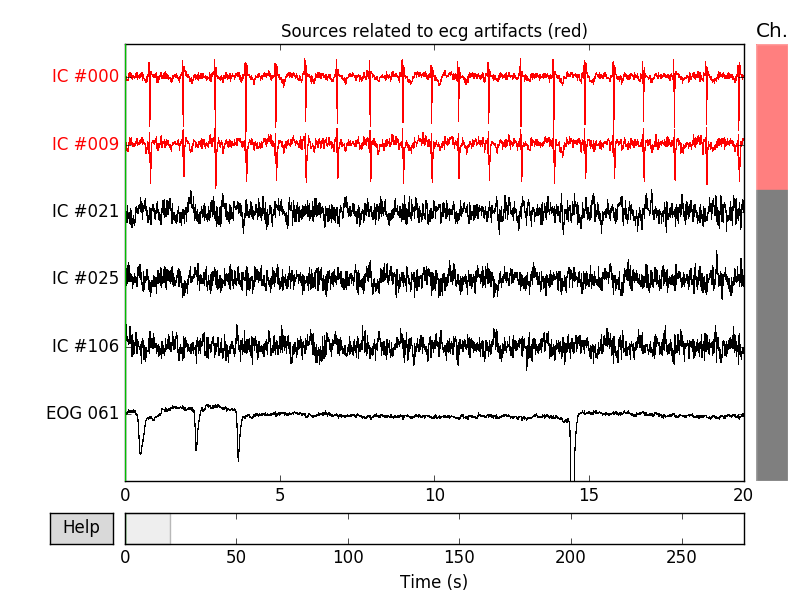 Sources related to ecg artifacts (red)
Ch.
IC #000
IC #009
IC #021
IC #025
IC #106
EOG 061
0 5 10 15 20
Help
0 50 100 150 200 250
Time (s)